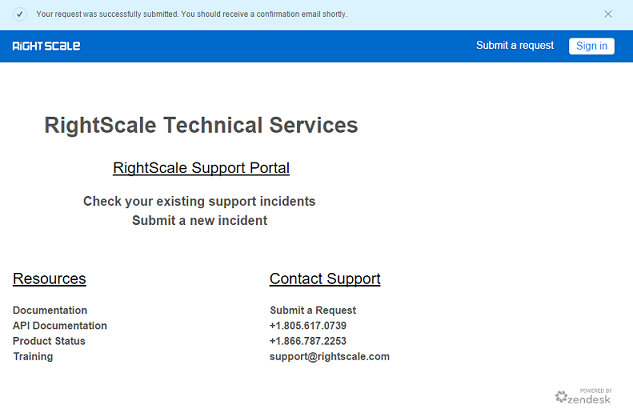 Your request was successfully submitted. You should receive a confirmation email shortly.
RIGHTSCALE
Submit a request
Sign in
RightScale Technical Services
RightScale Support Portal
Check your existing support incidents
Submit a new incident
Resources
Documentation
API Documentation
Product Status
Training
Contact Support
Submit a Request
+1.805.617.0739
+1.866.787.2253
support@rightscale.com
POWERED BY
zendesk